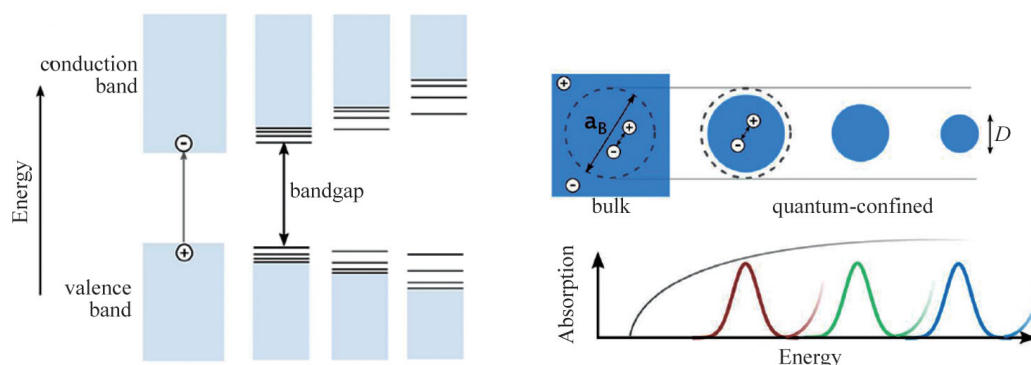 conduction
band
Energy
bandgap
valence
band
+
-
a_B
+
-
-
+
-
+
D
bulk
quantum-confined
Absorption
Energy